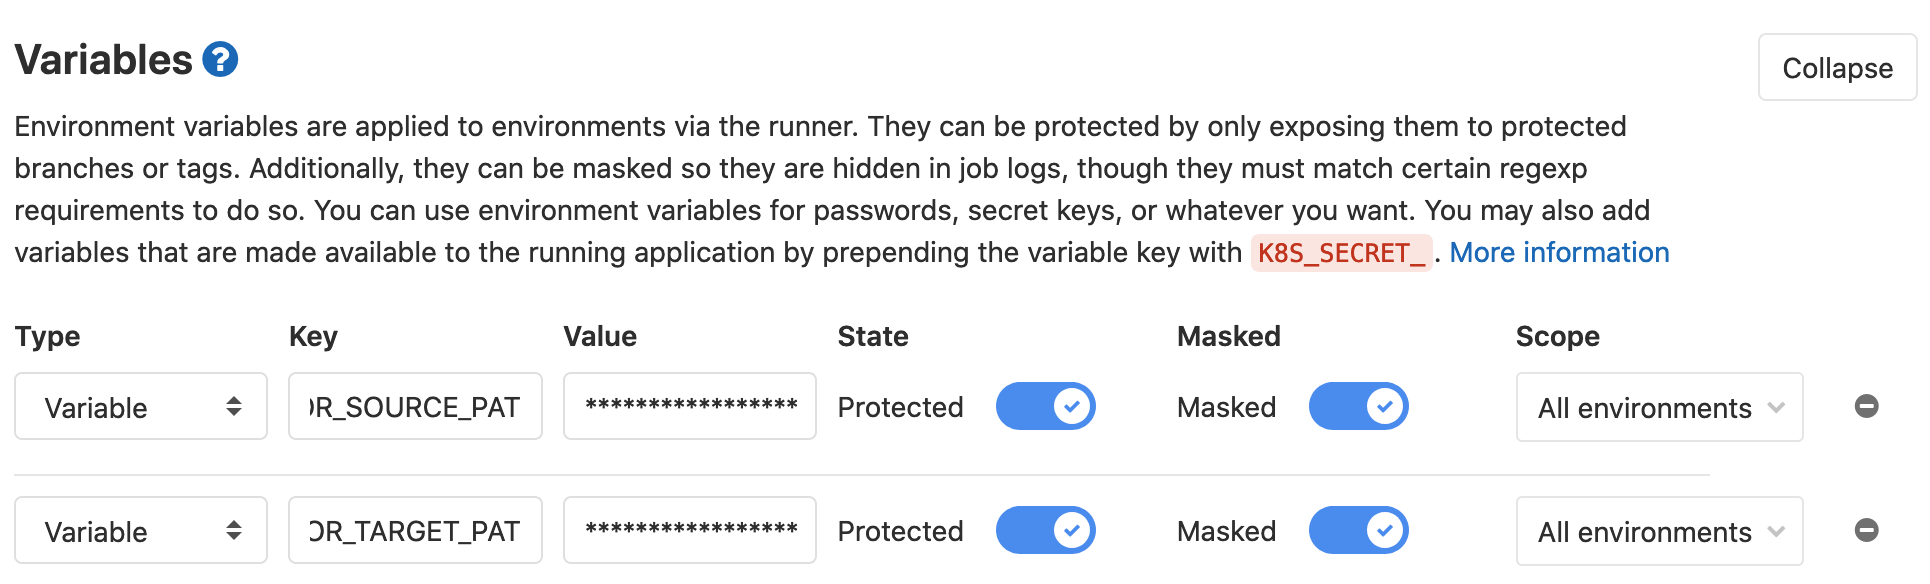 Variables ?
Collapse
Environment variables are applied to environments via the runner. They can be protected by only exposing them to protected
branches or tags. Additionally, they can be masked so they are hidden in job logs, though they must match certain regexp
requirements to do so. You can use environment variables for passwords, secret keys, or whatever you want. You may also add
variables that are made available to the running application by prepending the variable key with K8S_SECRET_ . More information
Type Key Value State Masked Scope
Variable OR_SOURCE_PAT ***************** Protected Masked All environments
Variable OR_TARGET_PAT ***************** Protected Masked All environments